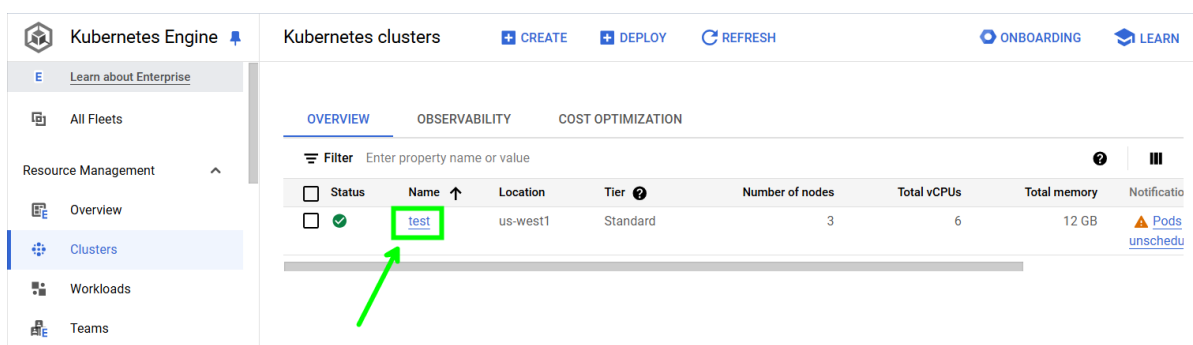 Kubernetes Engine
Kubernetes clusters
CREATE
DEPLOY
REFRESH
ONBOARDING
LEARN
E Learn about Enterprise
All Fleets
OVERVIEW
OBSERVABILITY
COST OPTIMIZATION
Filter Enter property name or value
Resource Management
Status Name Location Tier Number of nodes Total vCPUs Total memory Notificatio
test us-west1 Standard 3 6 12 GB Pods
unschedu
Overview
Clusters
Workloads
Teams